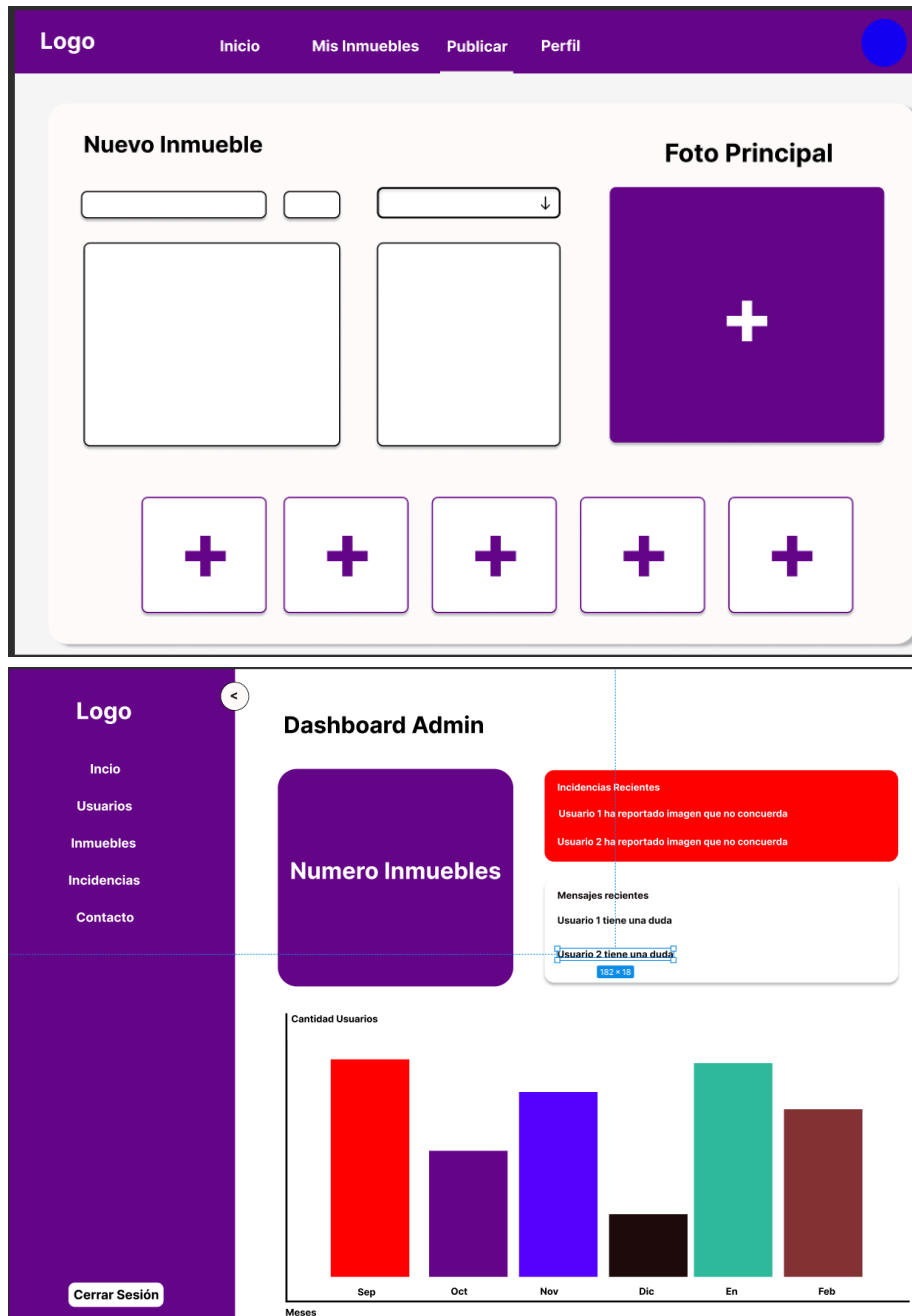 Logo
Inicio
Mis Inmuebles
Publicar
Perfil
Nuevo Inmueble
Foto Principal
Logo
<
Dashboard Admin
Incio
Usuarios
Inmuebles
Incidencias
Contacto
Cerrar Sesión
Numero Inmuebles
Incidencias Recientes
Usuario 1 ha reportado imagen que no concuerda
Usuario 2 ha reportado imagen que no concuerda
Mensajes recientes
Usuario 1 tiene una duda
Usuario 2 tiene una duda
182 × 18
Cantidad Usuarios
Sep
Oct
Nov
Dic
En
Feb
Meses